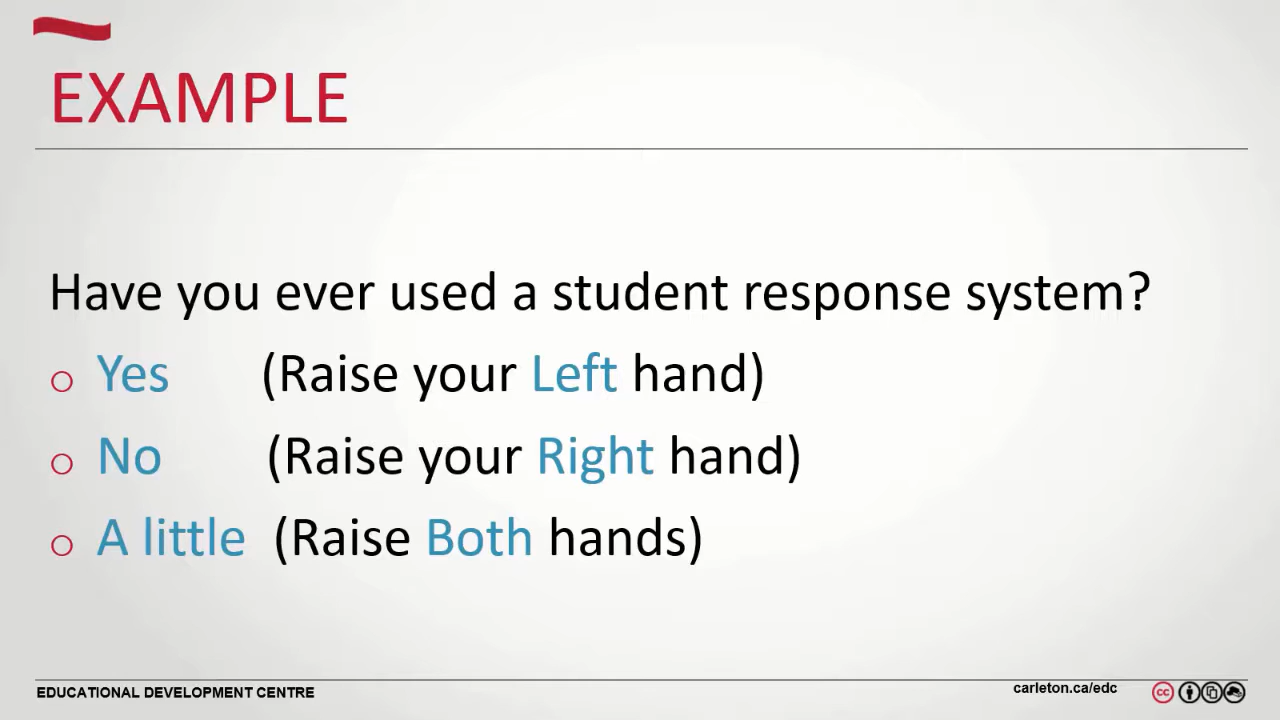 EXAMPLE
Have you ever used a student response system?
o Yes (Raise your Left hand)
o No (Raise your Right hand)
o A little (Raise Both hands)
EDUCATIONAL DEVELOPMENT CENTRE
carleton.ca/edc
cc